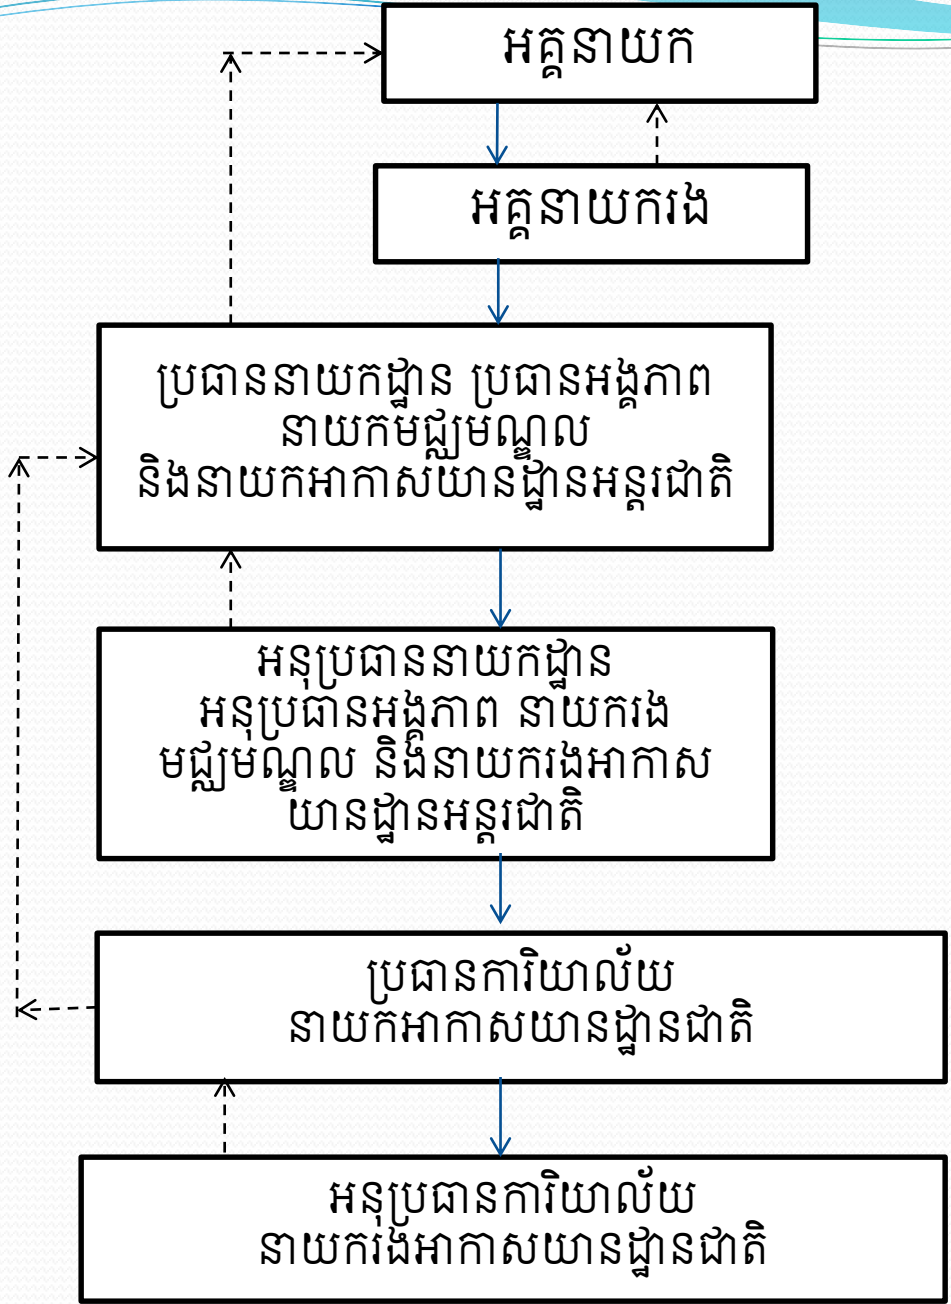 អគ្គនាយក
អគ្គនាយករង
ប្រធាននាយកដ្ឋាន ប្រធានអង្គភាព
នាយកមជ្ឈមណ្ឌល
និងនាយកអាកាសយានដ្ឋានអន្តរជាតិ
អនុប្រធាននាយកដ្ឋាន
អនុប្រធានអង្គភាព នាយករង
មជ្ឈមណ្ឌល និងនាយករងអាកាស
យានដ្ឋានអន្តរជាតិ
ប្រធានការិយាល័យ
នាយកអាកាសយានដ្ឋានជាតិ
អនុប្រធានការិយាល័យ
នាយករងអាកាសយានដ្ឋានជាតិ